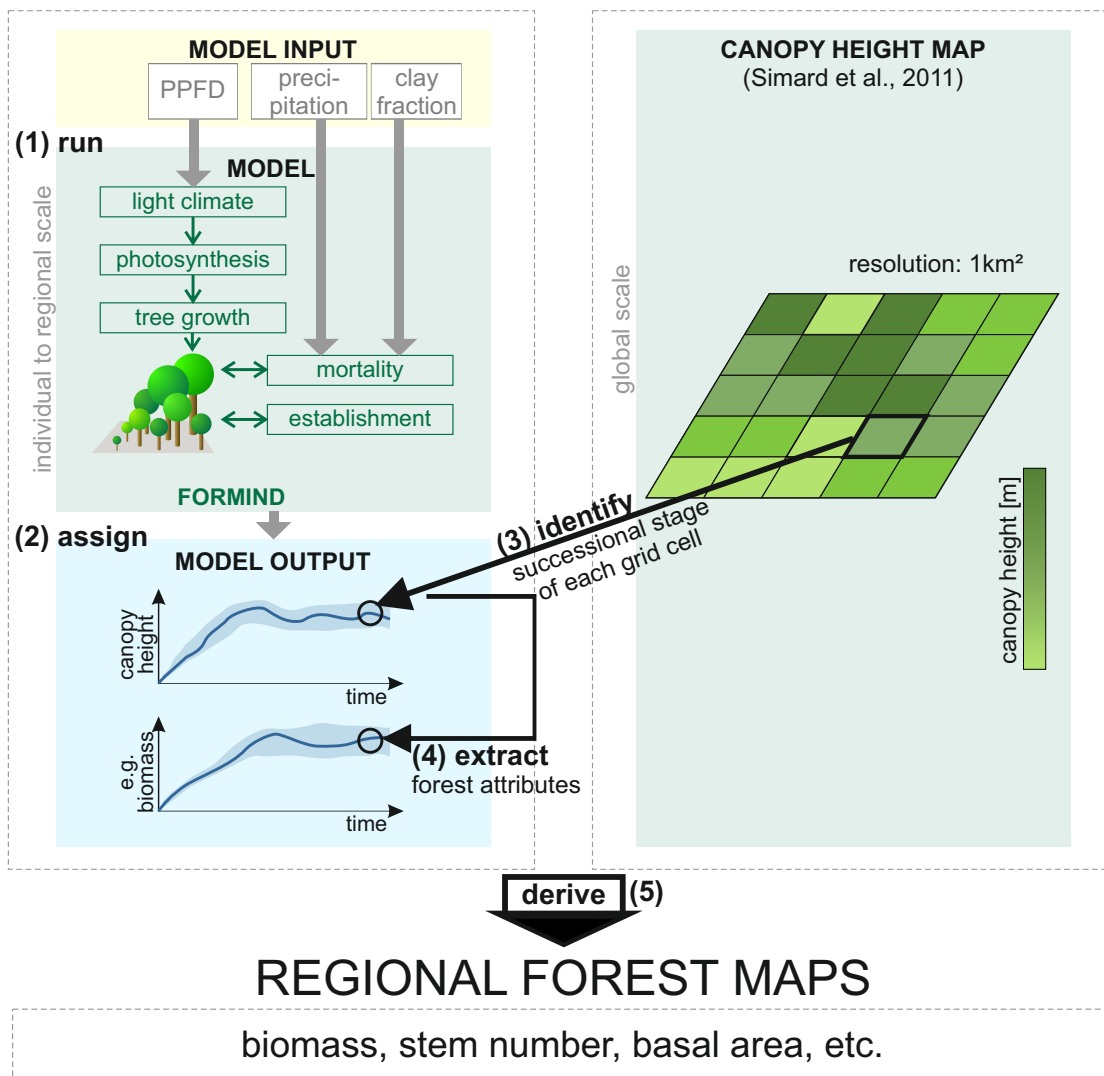 MODEL INPUT
PPFD
preci-
pitation
clay
fraction
(1) run
MODEL
light climate
photosynthesis
tree growth
mortality
establishment
FORMIND
individual to regional scale
(2) assign
MODEL OUTPUT
canopy
height
time
e.g.
biomass
time
(3) identify
successional stage
of each grid cell
(4) extract
forest attributes
CANOPY HEIGHT MAP
(Simard et al., 2011)
global scale
resolution: 1km²
canopy height [m]
derive (5)
REGIONAL FOREST MAPS
biomass, stem number, basal area, etc.